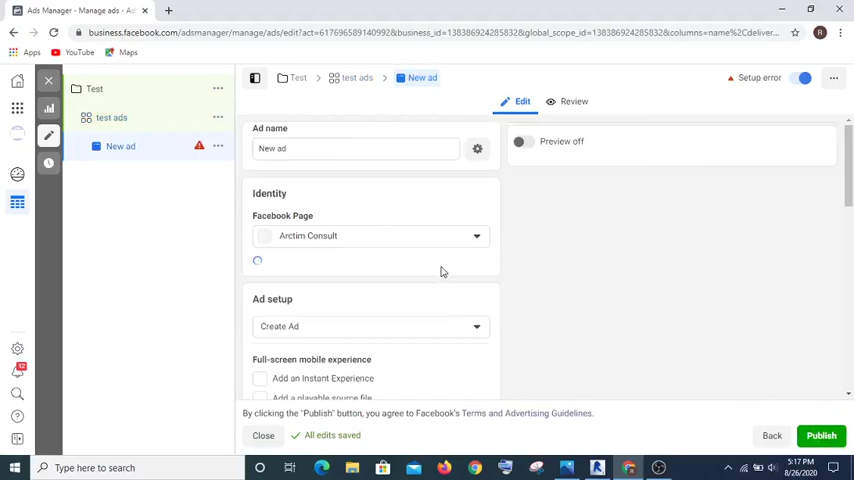 Ads Manager - Manage ads - Ad
business.facebook.com/adsmanager/manage/ads/edit?act=617696589140992&business_id=138386924285832&global_scope_id=138386924285832&columns=name%2Cdeliver...
R
Apps
YouTube
Maps
Test
test ads
New ad
Test
test ads
New ad
Setup error
Edit
Review
Ad name
New ad
Preview off
Identity
Facebook Page
Arctim Consult
Ad setup
Create Ad
Full-screen mobile experience
Add an Instant Experience
Add a playable source file
12
By clicking the "Publish" button, you agree to Facebook's Terms and Advertising Guidelines.
Close
All edits saved
Back
Publish
Type here to search
5:17 PM
8/26/2020